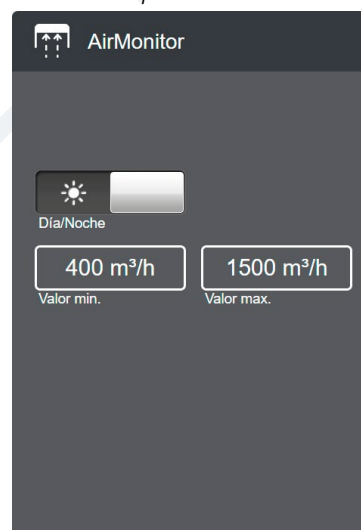 AirMonitor
Día/Noche
400 m³/h
1500 m³/h
Valor min.
Valor max.